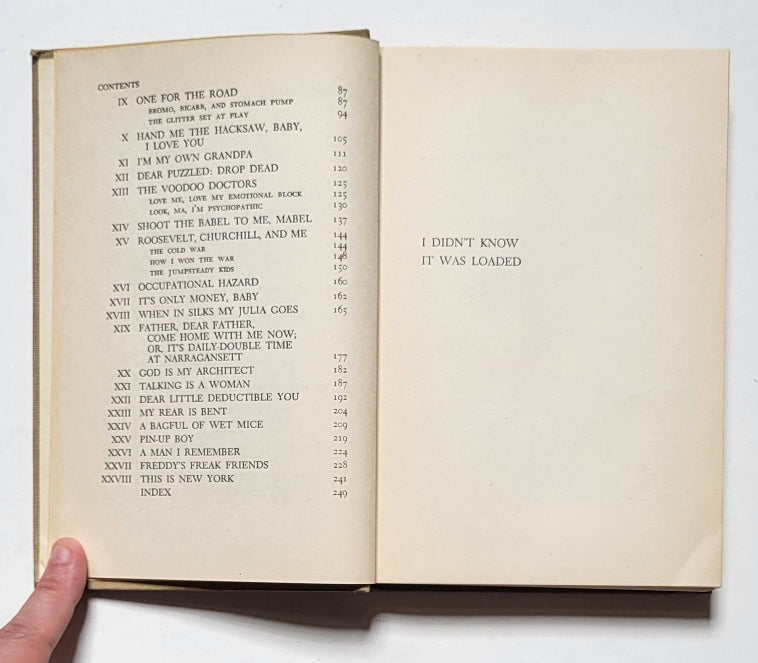 CONTENTS
IX ONE FOR THE ROAD 87
BROMO, BICARB, AND STOMACH PUMP 87
THE GLITTER SET AT PLAY 94
X HAND ME THE HACKSAW, BABY,
I LOVE YOU 105
XI I'M MY OWN GRANDPA 111
XII DEAR PUZZLED: DROP DEAD 120
XIII THE VOODOO DOCTORS 125
LOVE ME, LOVE MY EMOTIONAL BLOCK 125
LOOK, MA, I'M PSYCHOPATHIC 130
XIV SHOOT THE BABEL TO ME, MABEL 137
XV ROOSEVELT, CHURCHILL, AND ME 144
THE COLD WAR 144
HOW I WON THE WAR 148
THE JUMPSTEADY KIDS 150
XVI OCCUPATIONAL HAZARD 160
XVII IT'S ONLY MONEY, BABY 162
XVIII WHEN IN SILKS MY JULIA GOES 165
XIX FATHER, DEAR FATHER,
COME HOME WITH ME NOW;
OR, IT'S DAILY-DOUBLE TIME
AT NARRAGANSETT 177
XX GOD IS MY ARCHITECT 182
XXI TALKING IS A WOMAN 187
XXII DEAR LITTLE DEDUCTIBLE YOU 192
XXIII MY REAR IS BENT 204
XXIV A BAGFUL OF WET MICE 209
XXV PIN-UP BOY 219
XXVI A MAN I REMEMBER 224
XXVII FREDDY'S FREAK FRIENDS 228
XXVIII THIS IS NEW YORK 241
INDEX 249
I DIDN'T KNOW
IT WAS LOADED